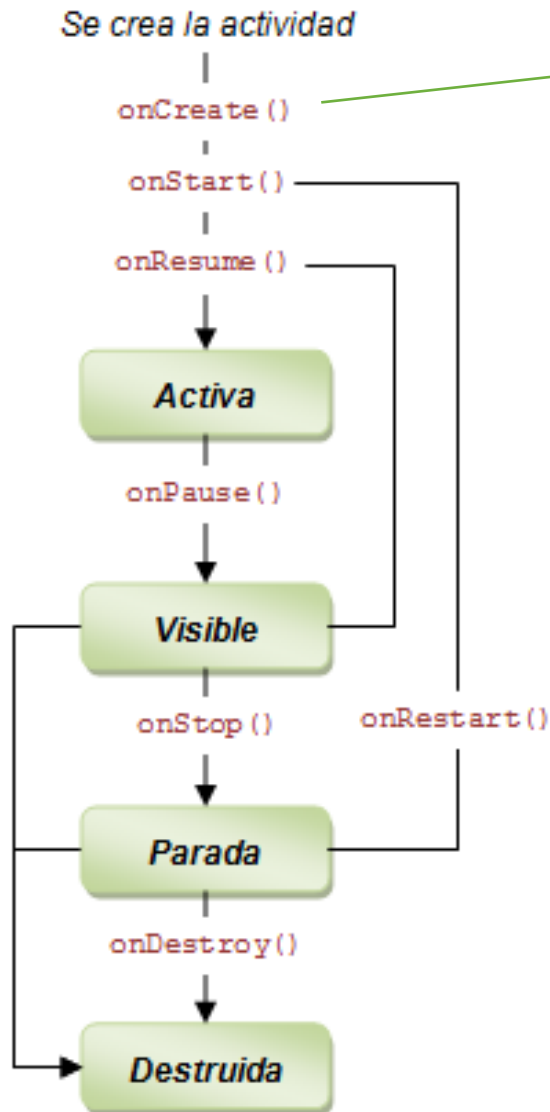 Se crea la actividad
onCreate()
onStart()
onResume()
Activa
onPause()
Visible
onStop()
onRestart()
Parada
onDestroy()
Destruida